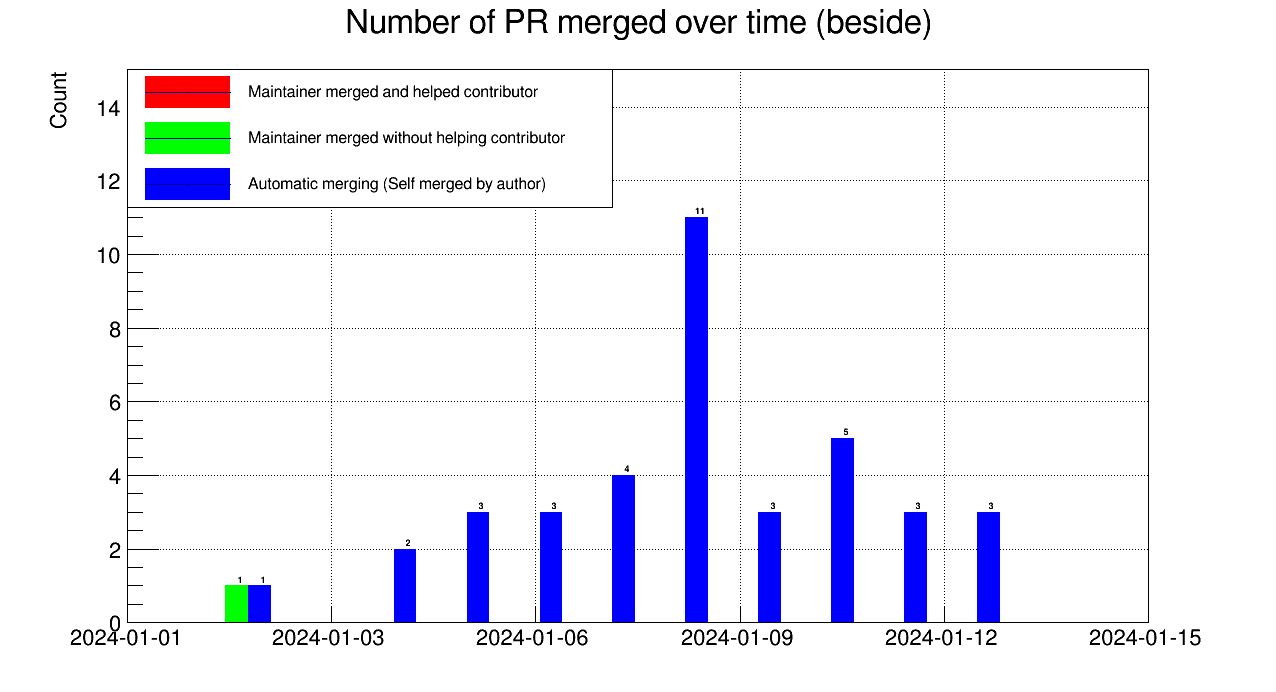 Number of PR merged over time (beside)
Count
Maintainer merged and helped contributor
Maintainer merged without helping contributor
Automatic merging (Self merged by author)
14
12
10
8
6
4
2
0
1 1 2 3 3 4 11 3 5 3 3
2024-01-01 2024-01-03 2024-01-06 2024-01-09 2024-01-12 2024-01-15